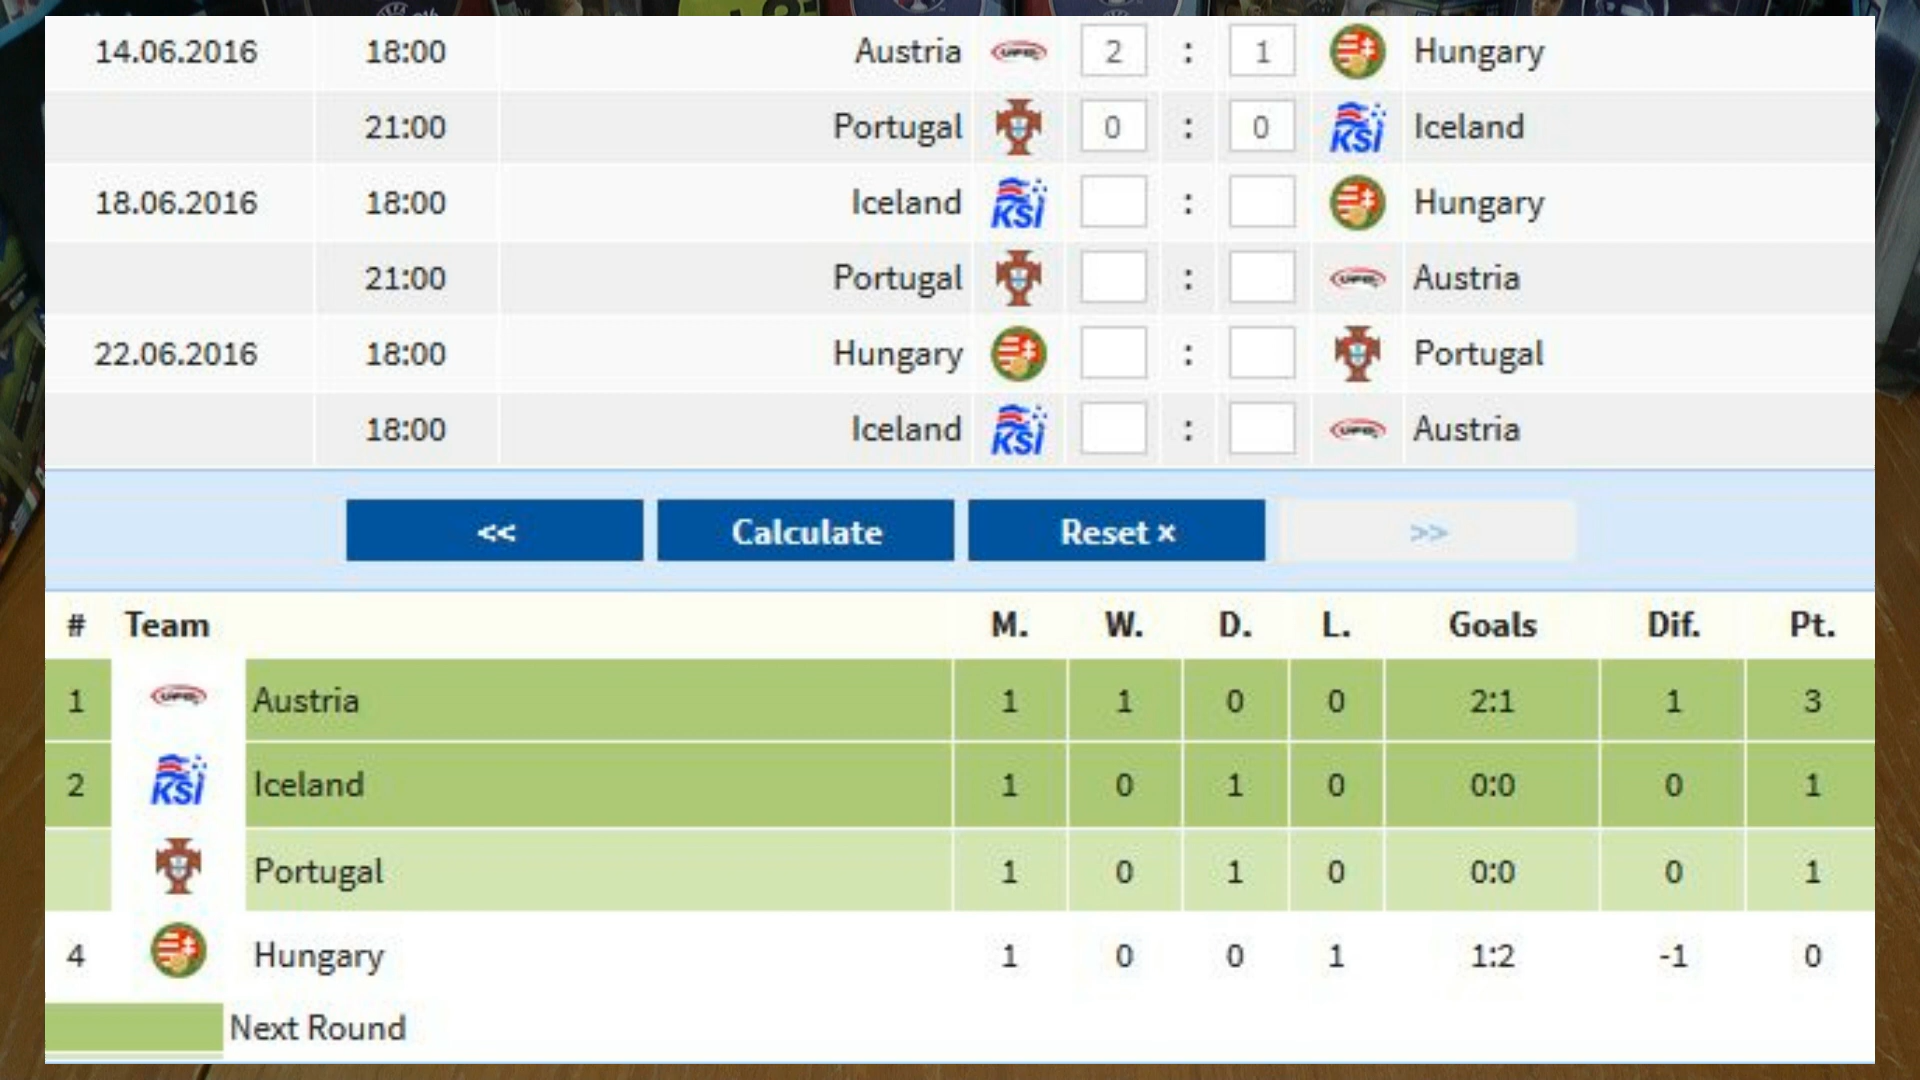 14.06.2016 18:00 Austria 2 : 1 Hungary
21:00 Portugal 0 : 0 KSÍ Iceland
18.06.2016 18:00 Iceland KSÍ : Hungary
21:00 Portugal : Austria
22.06.2016 18:00 Hungary : Portugal
18:00 Iceland KSÍ : Austria
<< Calculate Reset × >>
# Team M. W. D. L. Goals Dif. Pt.
1 Austria 1 1 0 0 2:1 1 3
2 KSÍ Iceland 1 0 1 0 0:0 0 1
Portugal 1 0 1 0 0:0 0 1
4 Hungary 1 0 0 1 1:2 -1 0
Next Round